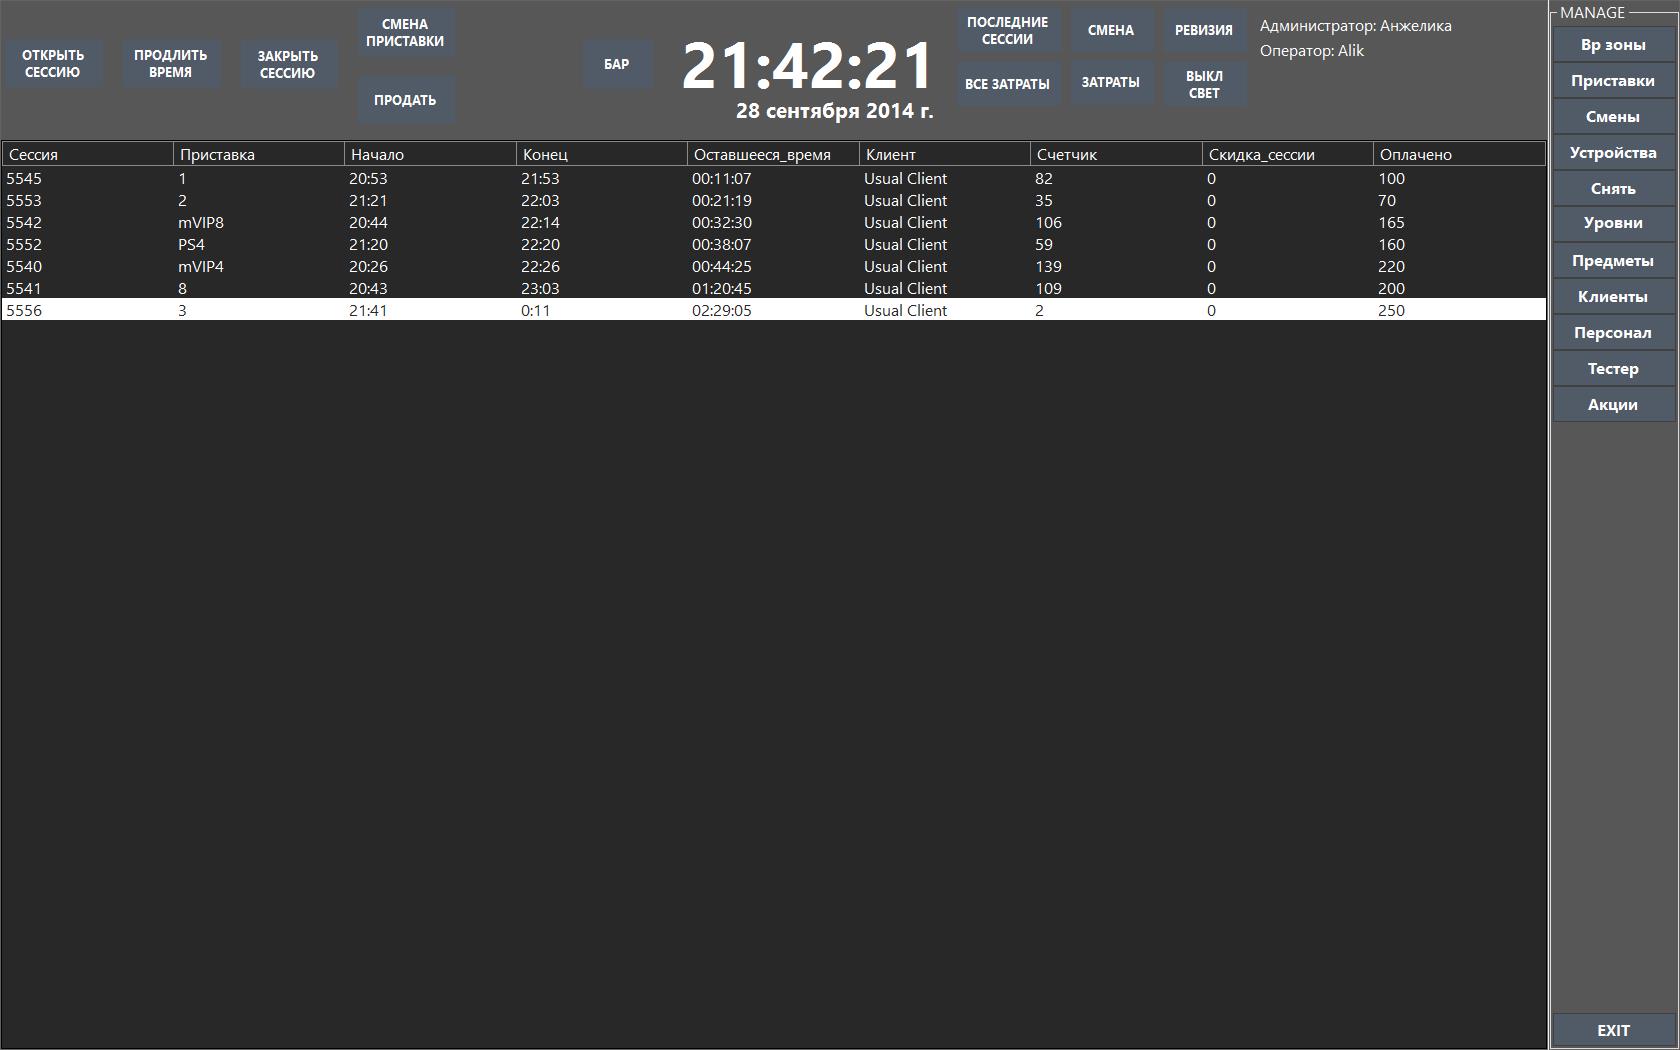 ОТКРЫТЬ
СЕССИЮ
ПРОДЛИТЬ
ВРЕМЯ
ЗАКРЫТЬ
СЕССИЮ
СМЕНА
ПРИСТАВКИ
ПРОДАТЬ
БАР
21:42:21
28 сентября 2014 г.
ПОСЛЕДНИЕ
СЕССИИ
СМЕНА
РЕВИЗИЯ
ВСЕ ЗАТРАТЫ
ЗАТРАТЫ
ВЫКЛ
СВЕТ
Администратор: Анжелика
Оператор: Alik
Сессия Приставка Начало Конец Оставшееся_время Клиент Счетчик Скидка_сессии Оплачено
5545 1 20:53 21:53 00:11:07 Usual Client 82 0 100
5553 2 21:21 22:03 00:21:19 Usual Client 35 0 70
5542 mVIP8 20:44 22:14 00:32:30 Usual Client 106 0 165
5552 PS4 21:20 22:20 00:38:07 Usual Client 59 0 160
5540 mVIP4 20:26 22:26 00:44:25 Usual Client 139 0 220
5541 8 20:43 23:03 01:20:45 Usual Client 109 0 200
5556 3 21:41 0:11 02:29:05 Usual Client 2 0 250
MANAGE
Вр зоны
Приставки
Смены
Устройства
Снять
Уровни
Предметы
Клиенты
Персонал
Тестер
Акции
EXIT